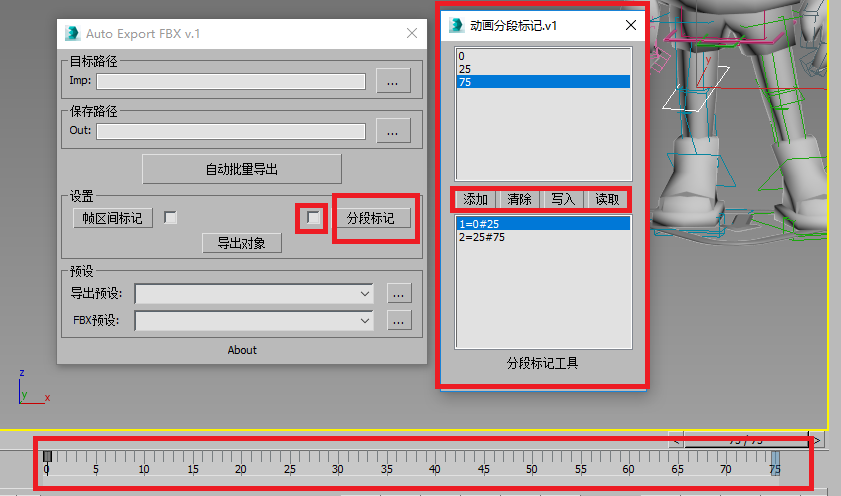 Auto Export FBX v.1
目标路径
Imp:
...
保存路径
Out:
...
自动批量导出
设置
帧区间标记
分段标记
导出对象
预设
导出预设:
...
FBX预设:
...
About
动画分段标记.v1
0
25
75
添加 清除 写入 读取
1=0#25
2=25#75
分段标记工具
y
z
y
x
< 75 / 75 >
0 5 10 15 20 25 30 35 40 45 50 55 60 65 70 75